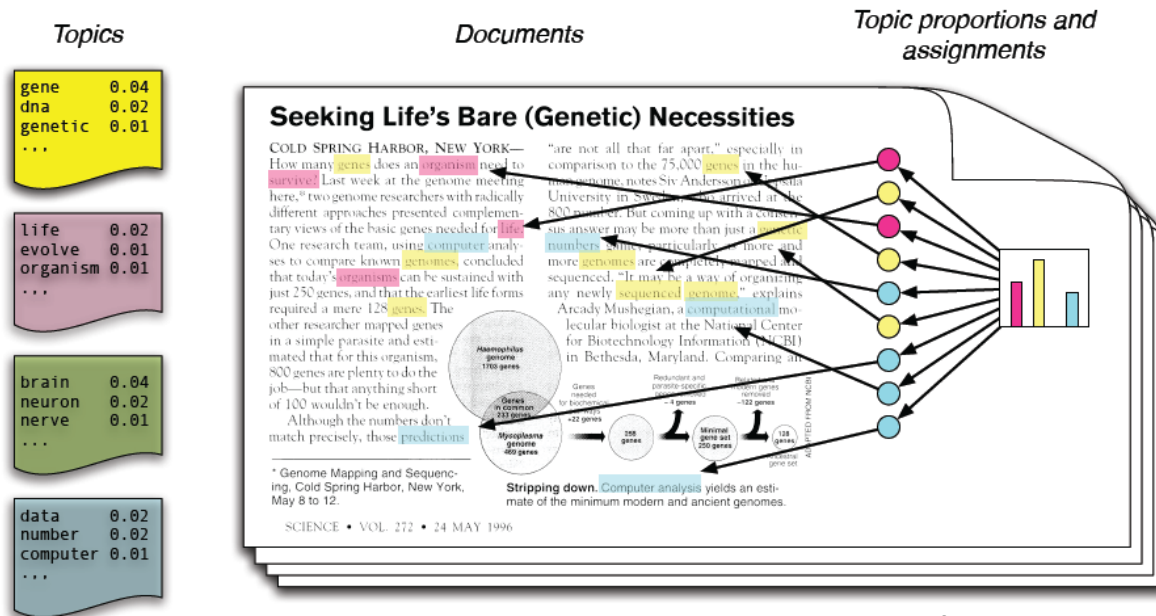 Topics
Documents
Topic proportions and
assignments
gene 0.04
dna 0.02
genetic 0.01
...
life 0.02
evolve 0.01
organism 0.01
...
brain 0.04
neuron 0.02
nerve 0.01
...
data 0.02
number 0.02
computer 0.01
...
Seeking Life's Bare (Genetic) Necessities
COLD SPRING HARBOR, NEW YORK—
How many genes does an organism need to
survive? Last week at the genome meeting
here,* two genome researchers with radically
different approaches presented complemen-
tary views of the basic genes needed for life.
One research team, using computer analy-
ses to compare known genomes, concluded
that today's organisms can be sustained with
just 250 genes, and that the earliest life forms
required a mere 128 genes. The
other researcher mapped genes
in a simple parasite and esti-
mated that for this organism,
800 genes are plenty to do the
job—but that anything short
of 100 wouldn't be enough.
Although the numbers don't
match precisely, those predictions
* Genome Mapping and Sequenc-
ing, Cold Spring Harbor, New York,
May 8 to 12.
"are not all that far apart," especially in
comparison to the 75,000 genes in the hu-
man genome, notes Siv Andersson of Uppsala
University in Sweden, who arrived at the
800 number. But coming up with a consen-
sus answer may be more than just a genetic
numbers game, particularly as more and
more genomes are completely mapped and
sequenced. "It may be a way of organizing
any newly sequenced genome," explains
Arcady Mushegian, a computational mo-
lecular biologist at the National Center
for Biotechnology Information (NCBI)
in Bethesda, Maryland. Comparing an
Haemophilus
genome
1703 genes
Genes
in common
233 genes
Mycoplasma
genome
469 genes
Genes
needed
for biochemical
+22 genes
Redundant and
parasite-specific
–4 genes
removed
–122 genes
Minimal
gene set
250 genes
128
genes
gene set
ADAPTED FROM NCBI
Stripping down. Computer analysis yields an esti-
mate of the minimum modern and ancient genomes.
SCIENCE • VOL. 272 • 24 MAY 1996